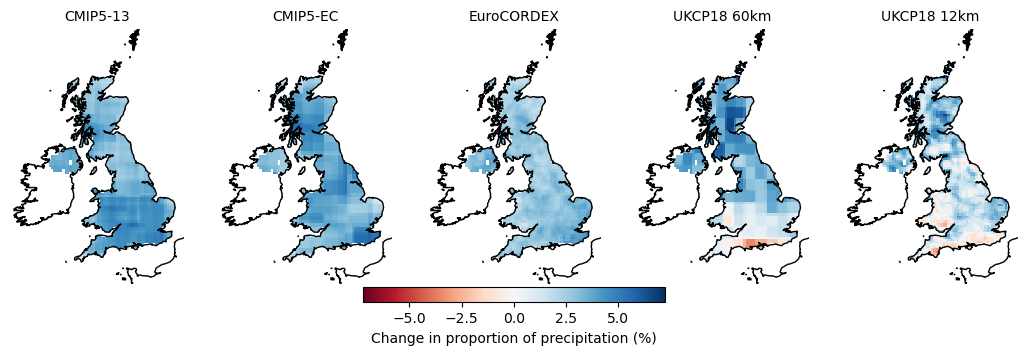 CMIP5-13 CMIP5-EC EuroCORDEX UKCP18 60km UKCP18 12km
−5.0 −2.5 0.0 2.5 5.0
Change in proportion of precipitation (%)